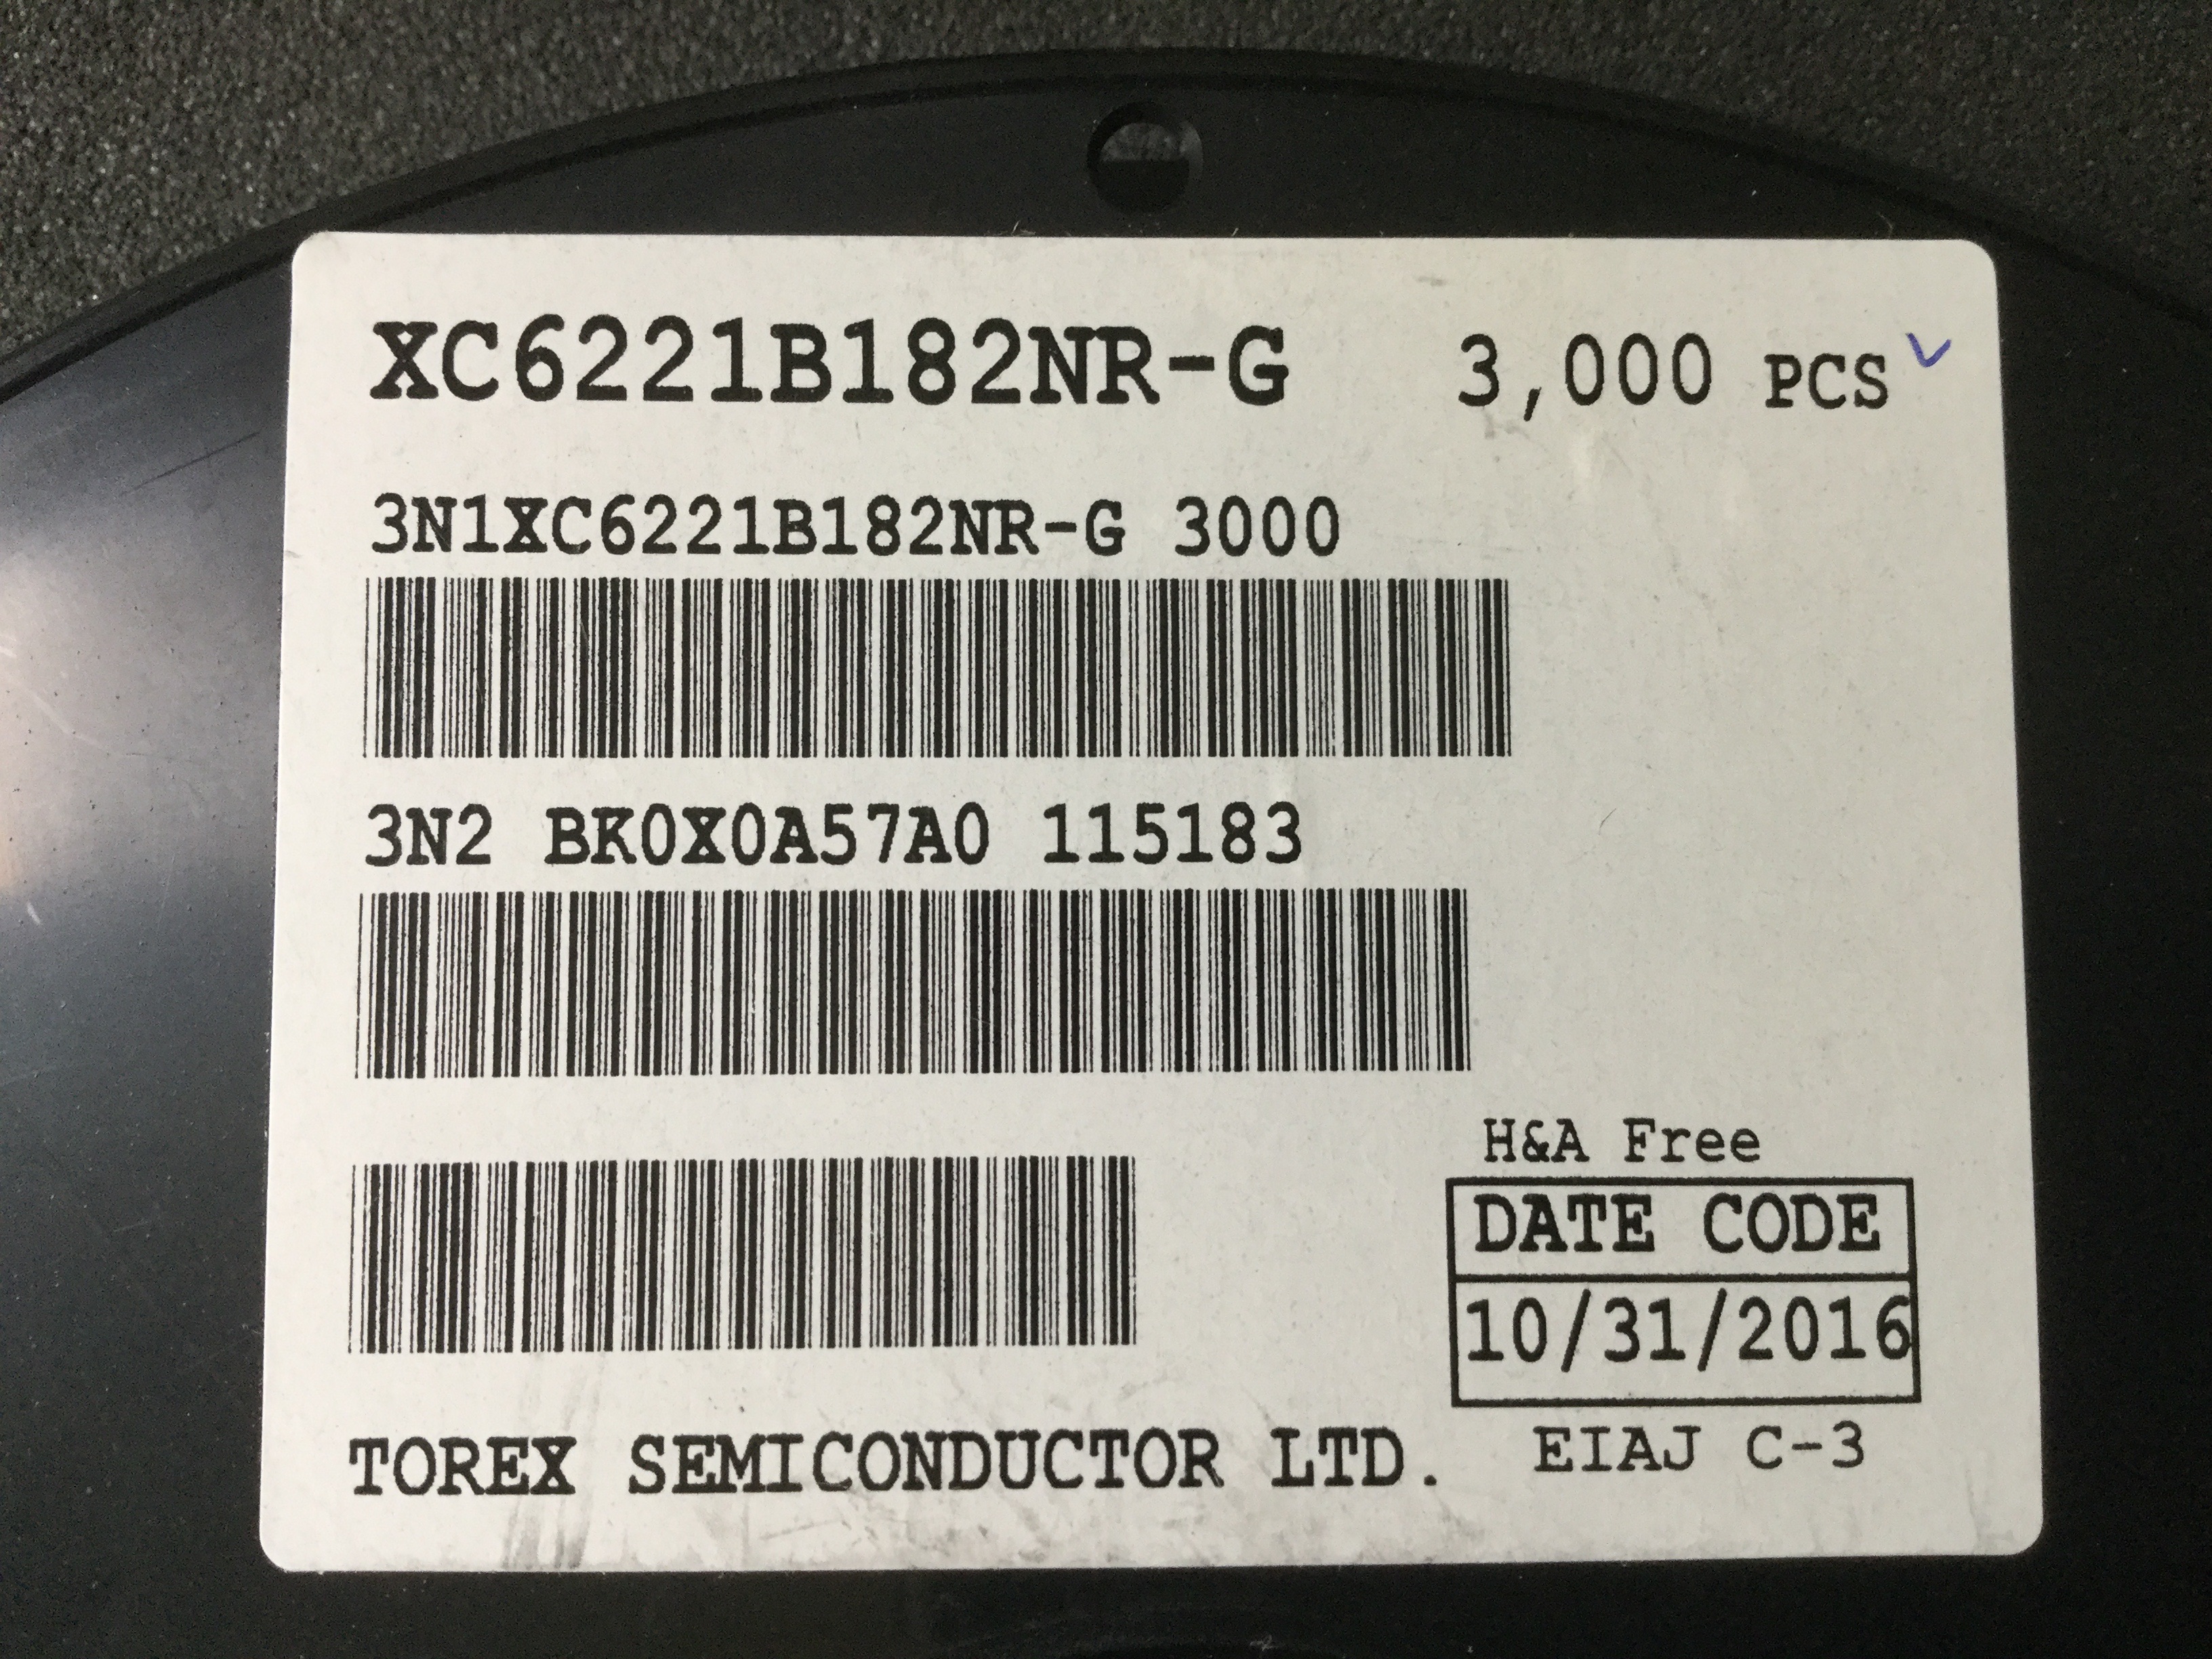 XC6221B182NR-G 3,000 PCS
3N1XC6221B182NR-G 3000
3N2 BK0X0A57A0 115183
H&A Free
DATE CODE
10/31/2016
TOREX SEMICONDUCTOR LTD. EIAJ C-3